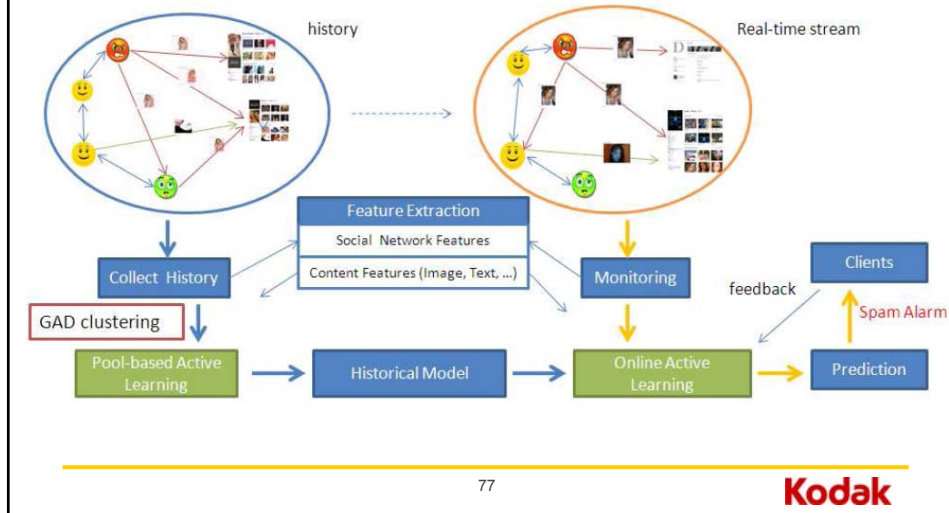 history
Real-time stream
Feature Extraction
Social Network Features
Content Features (Image, Text, ...)
Collect History
Monitoring
Clients
feedback
GAD clustering
Spam Alarm
Pool-based Active
Learning
Historical Model
Online Active
Learning
Prediction
77
Kodak